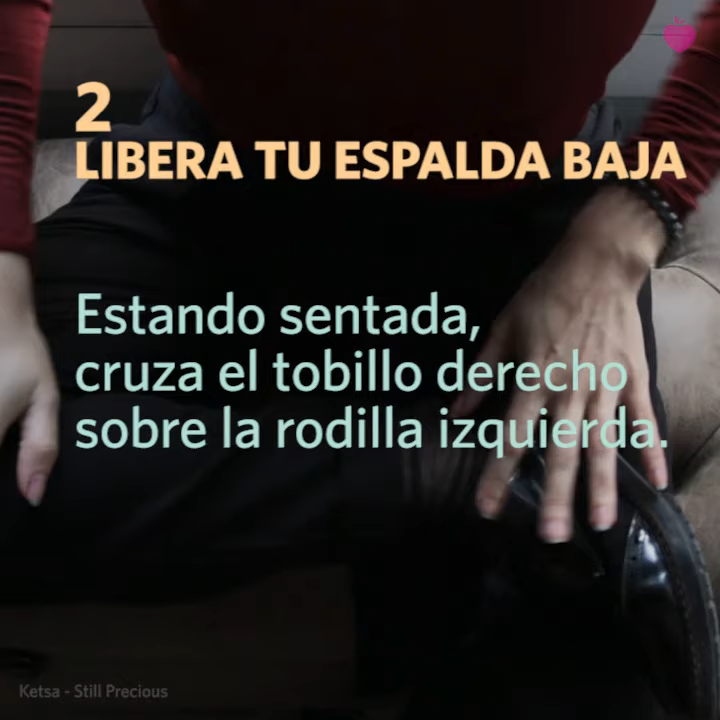 2
LIBERA TU ESPALDA BAJA
Estando sentada,
cruza el tobillo derecho
sobre la rodilla izquierda.
Ketsa - Still Precious